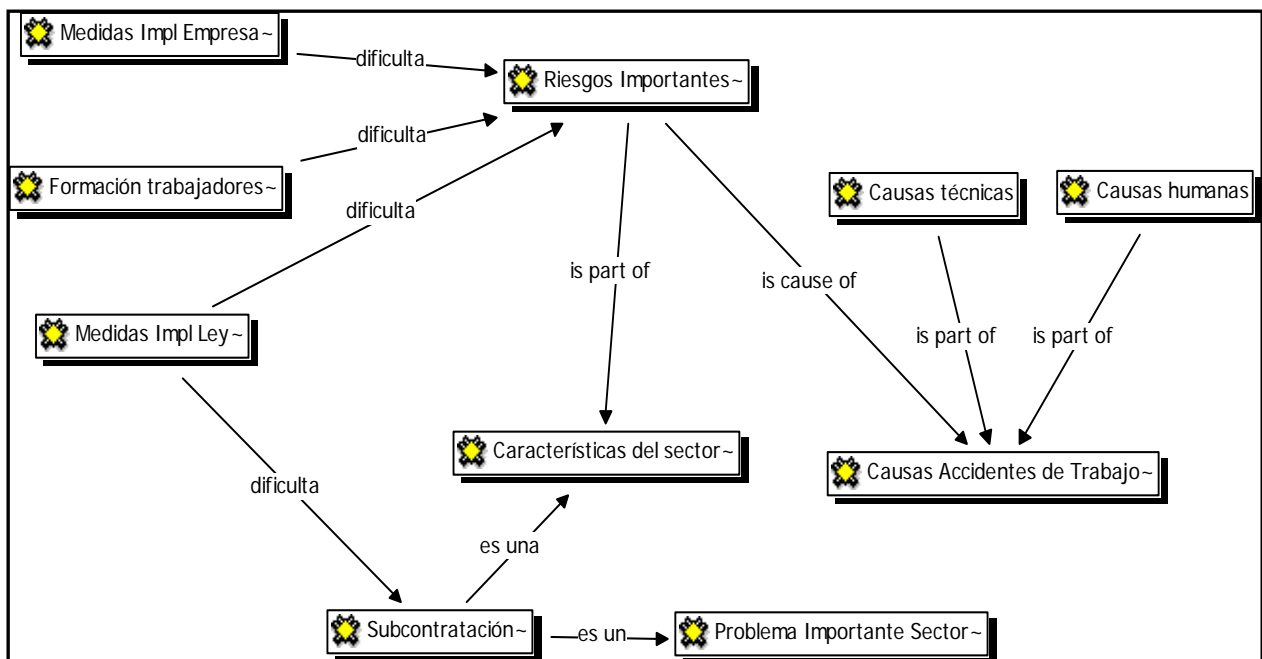 Medidas Impl Empresa~
dificulta
Riesgos Importantes~
dificulta
Formación trabajadores~
Causas técnicas
Causas humanas
dificulta
is part of
is cause of
Medidas Impl Ley~
is part of
is part of
Características del sector~
Causas Accidentes de Trabajo~
dificulta
es una
Subcontratación~
es un
Problema Importante Sector~